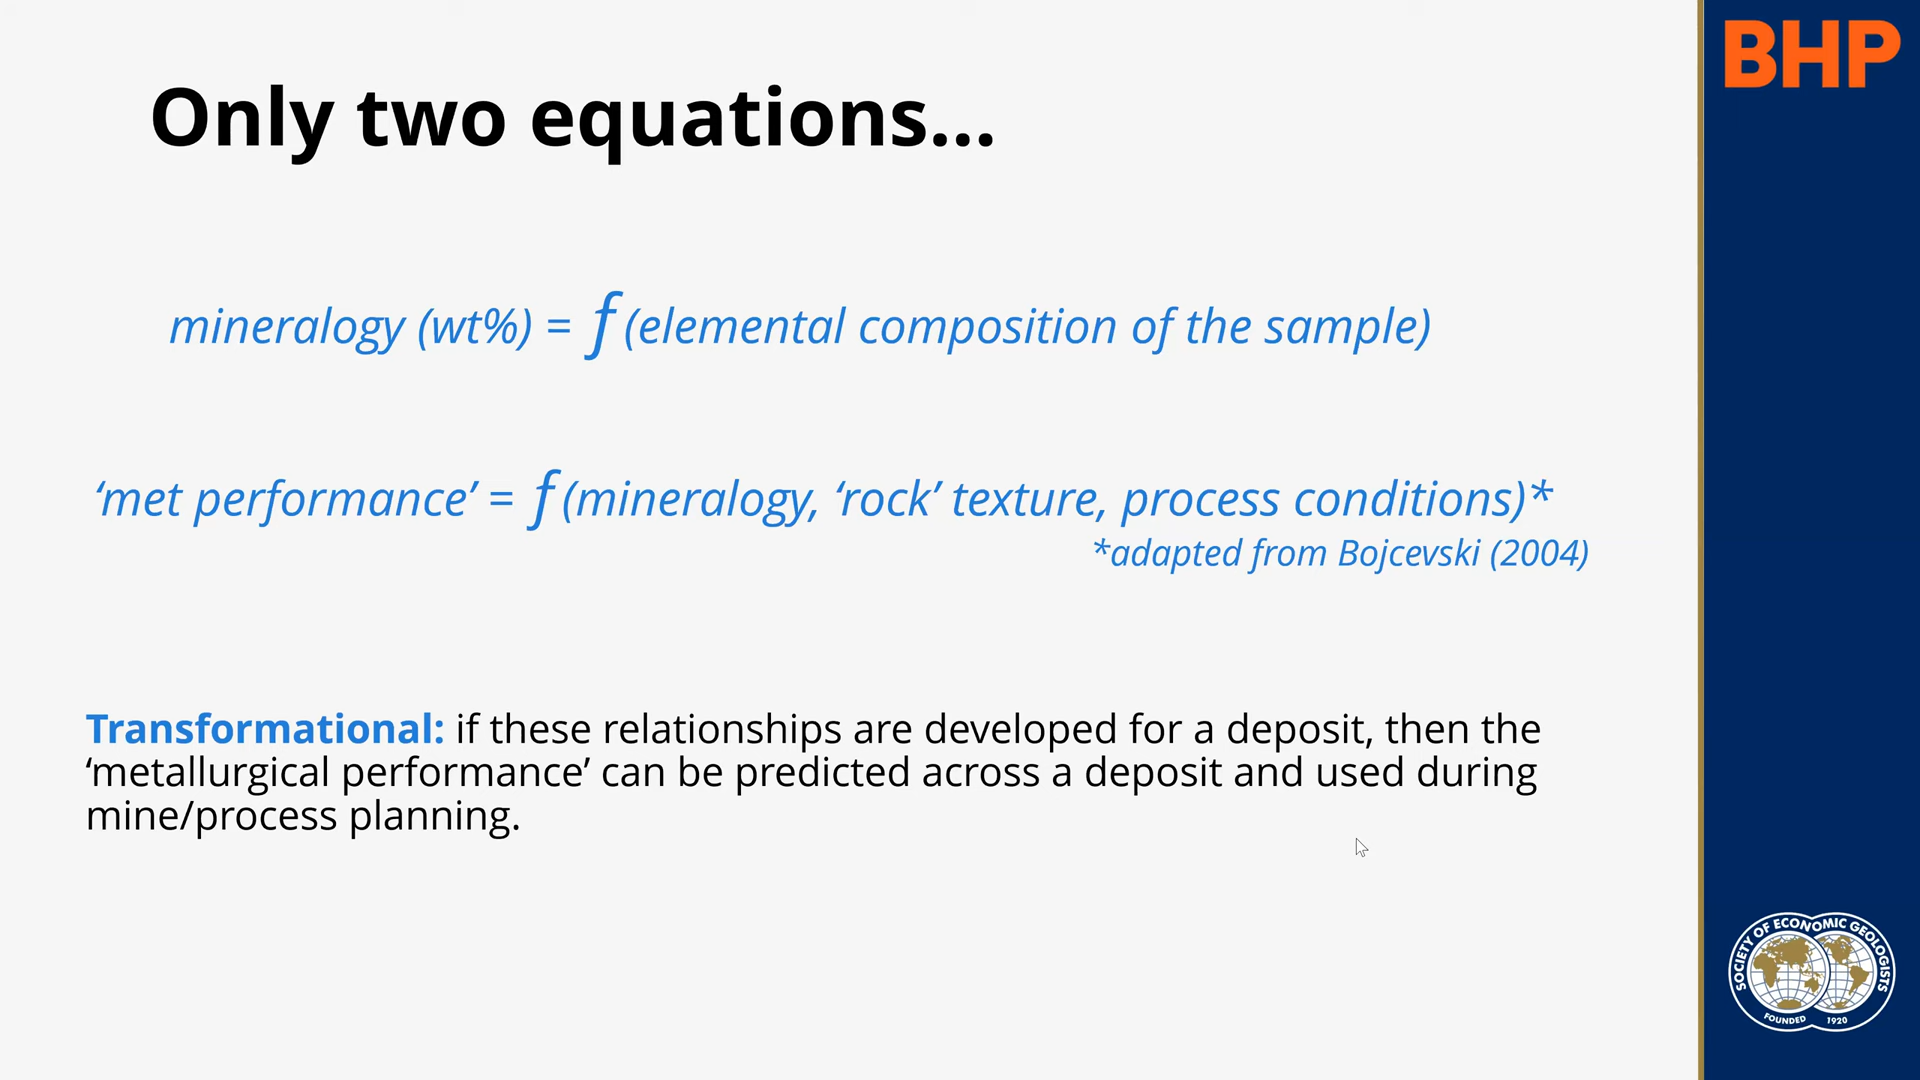 BHP
Only two equations...
mineralogy (wt%) = f (elemental composition of the sample)
‘met performance’ = f (mineralogy, ‘rock’ texture, process conditions)*
*adapted from Bojcevski (2004)
Transformational: if these relationships are developed for a deposit, then the
‘metallurgical performance’ can be predicted across a deposit and used during
mine/process planning.
SOCIETY OF ECONOMIC GEOLOGISTS
FOUNDED 1920